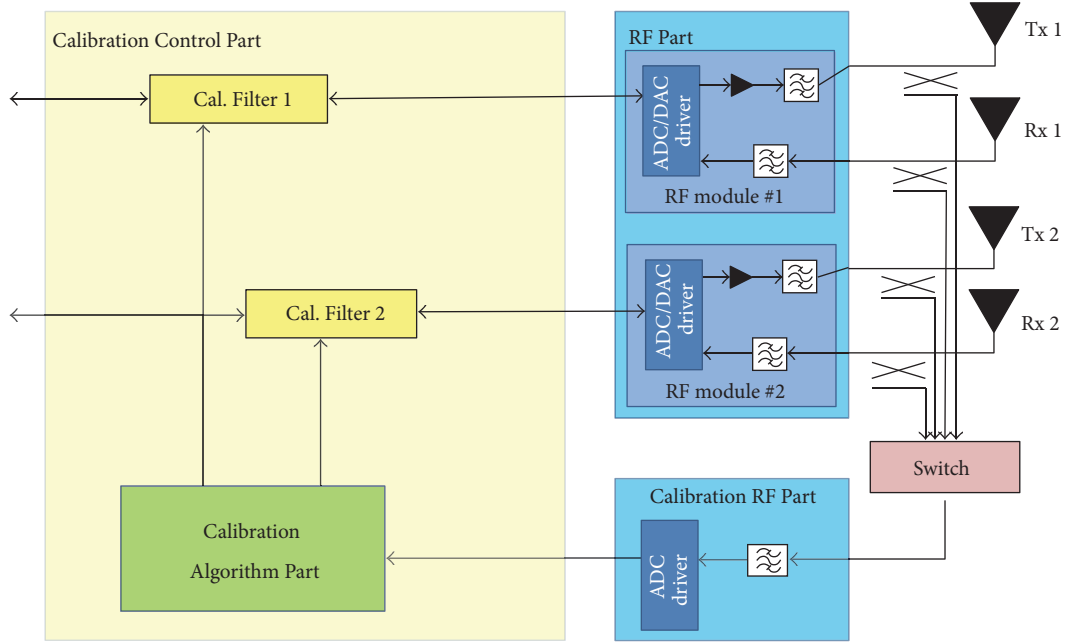 Calibration Control Part
Cal. Filter 1
Cal. Filter 2
Calibration
Algorithm Part
RF Part
ADC/DAC
driver
RF module #1
ADC/DAC
driver
RF module #2
Calibration RF Part
ADC
driver
Tx 1
Rx 1
Tx 2
Rx 2
Switch